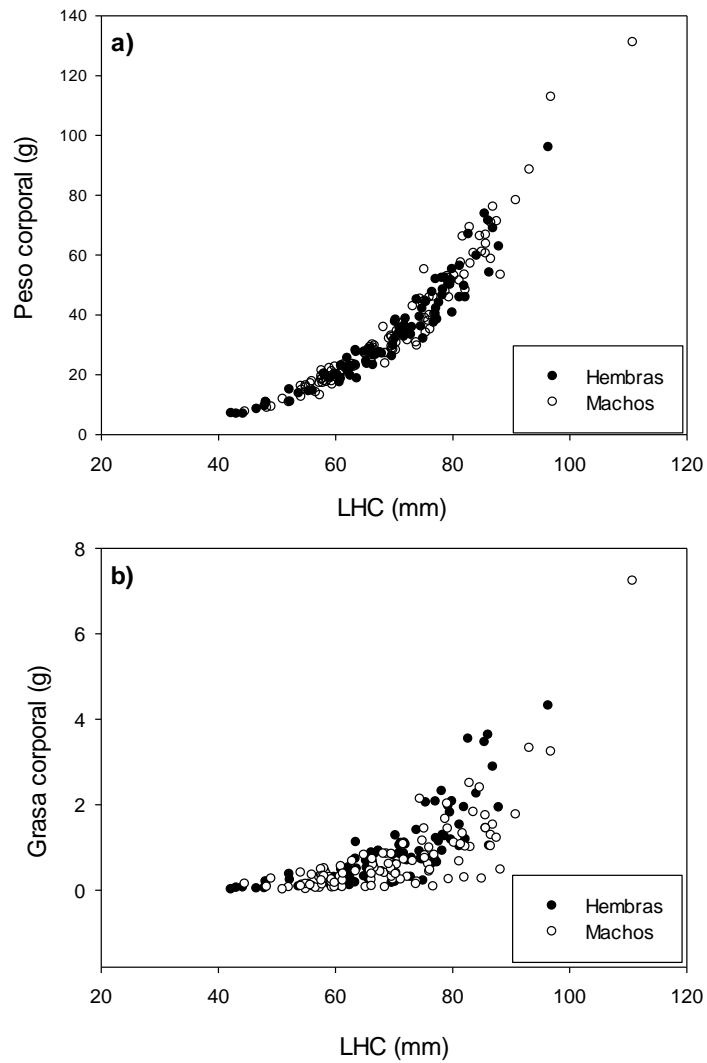 a)
Peso corporal (g)
140
120
100
80
60
40
20
0
Hembras
Machos
20 40 60 80 100 120
LHC (mm)
b)
Grasa corporal (g)
8
6
4
2
0
Hembras
Machos
20 40 60 80 100 120
LHC (mm)